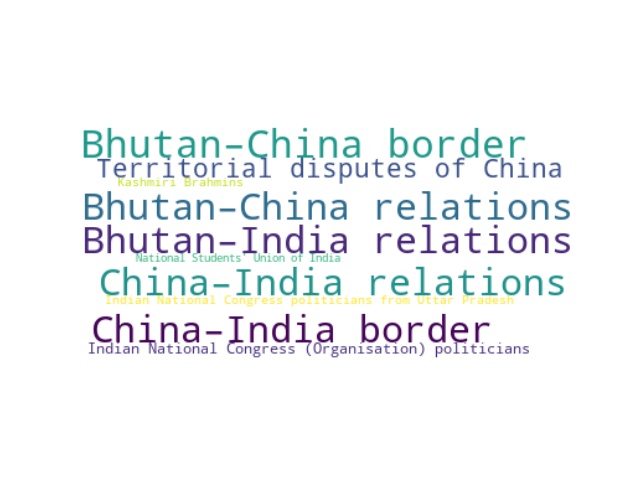 Bhutan–China border
Territorial disputes of China
Kashmiri Brahmins
Bhutan–China relations
Bhutan–India relations
National Students' Union of India
China–India relations
Indian National Congress politicians from Uttar Pradesh
China–India border
Indian National Congress (Organisation) politicians